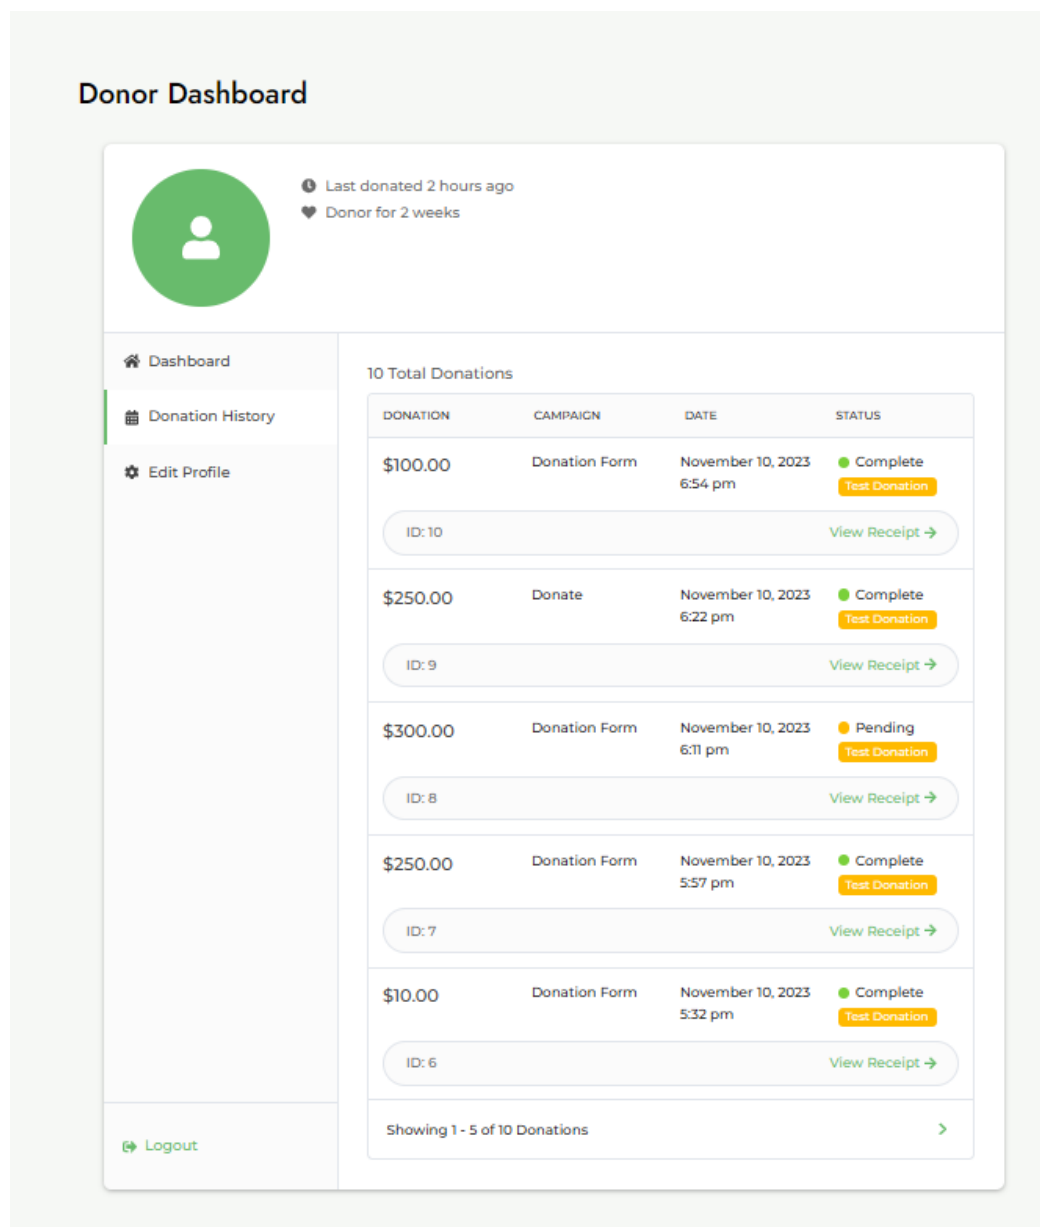 Donor Dashboard
Last donated 2 hours ago
Donor for 2 weeks
Dashboard
Donation History
Edit Profile
Logout
10 Total Donations
DONATION CAMPAIGN DATE STATUS
$100.00 Donation Form November 10, 2023 Complete
6:54 pm Test Donation
ID: 10 View Receipt
$250.00 Donate November 10, 2023 Complete
6:22 pm Test Donation
ID: 9 View Receipt
$300.00 Donation Form November 10, 2023 Pending
6:11 pm Test Donation
ID: 8 View Receipt
$250.00 Donation Form November 10, 2023 Complete
5:57 pm Test Donation
ID: 7 View Receipt
$10.00 Donation Form November 10, 2023 Complete
5:32 pm Test Donation
ID: 6 View Receipt
Showing 1 - 5 of 10 Donations